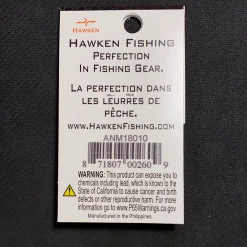 HAWKEN
HAWKEN FISHING
PERFECTION
IN FISHING GEAR.
LA PERFECTION DANS
LES LEURRES DE
PÊCHE.
WWW.HAWKENFISHING.COM
ANM18010
8 71807 00260 9
WARNING: This product can expose you to
chemicals including lead, which is known to the
State of California to cause cancer and birth
defects or other reproductive harm. For more
information go to www.P65Warnings.ca.gov
Manufactured in the Philippines